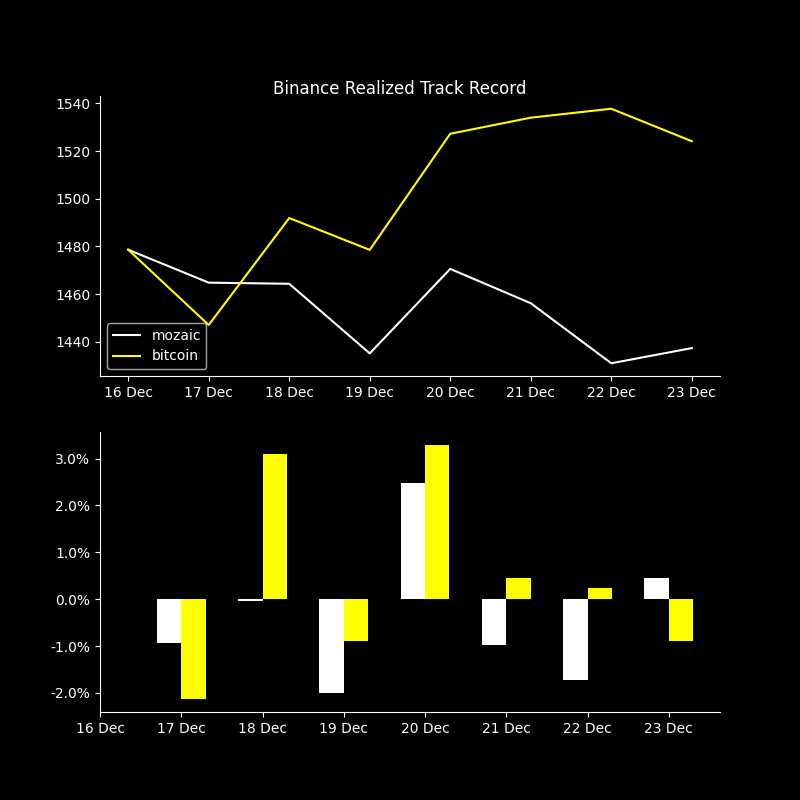 Binance Realized Track Record
1540
1520
1500
1480
1460
1440
mozaic
bitcoin
16 Dec 17 Dec 18 Dec 19 Dec 20 Dec 21 Dec 22 Dec 23 Dec
3.0%
2.0%
1.0%
0.0%
-1.0%
-2.0%
16 Dec 17 Dec 18 Dec 19 Dec 20 Dec 21 Dec 22 Dec 23 Dec